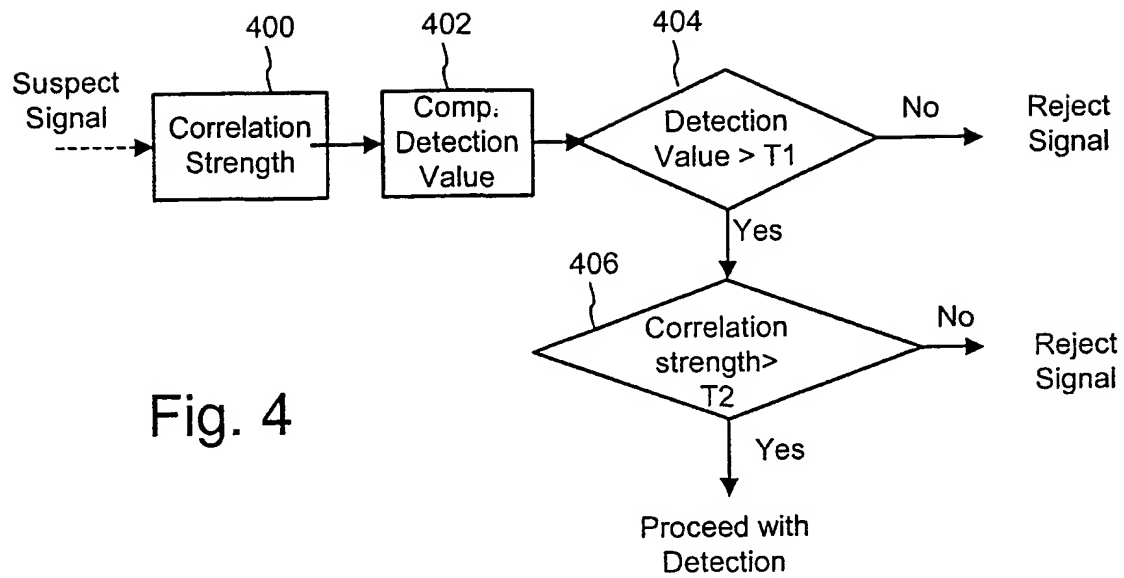 400
402
404
Suspect
Signal
Correlation
Strength
Comp.
Detection
Value
Detection
Value > T1
No
Reject
Signal
Yes
406
Correlation
strength>
T2
No
Reject
Signal
Yes
Fig. 4
Proceed with
Detection